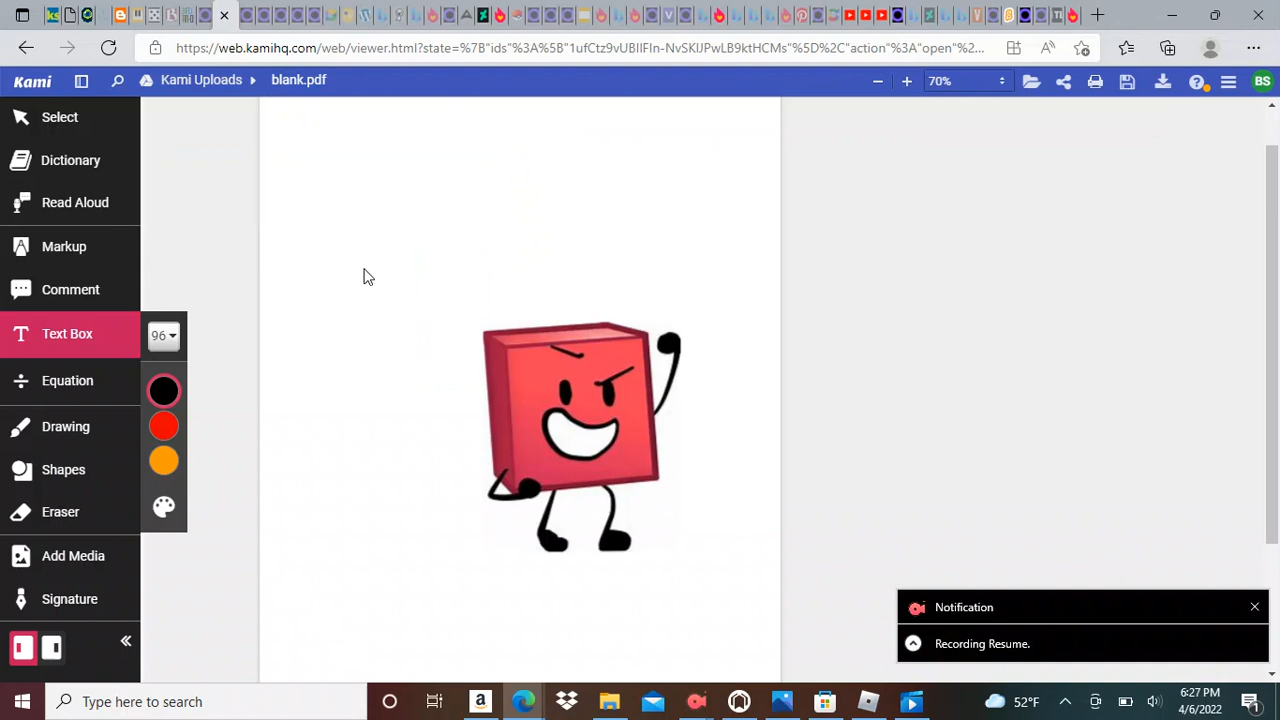 https://web.kamihq.com/web/viewer.html?state=%7B"ids"%3A%5B"1ufCtz9vUBIIFIn-NvSKlJPwLB9ktHCMs"%5D%2C"action"%3A"open"%2...
Kami
Kami Uploads
blank.pdf
70%
BS
Select
Dictionary
Read Aloud
Markup
Comment
Text Box
96
Equation
Drawing
Shapes
Eraser
Add Media
Signature
Notification
Recording Resume.
Type here to search
52°F
6:27 PM
4/6/2022
1